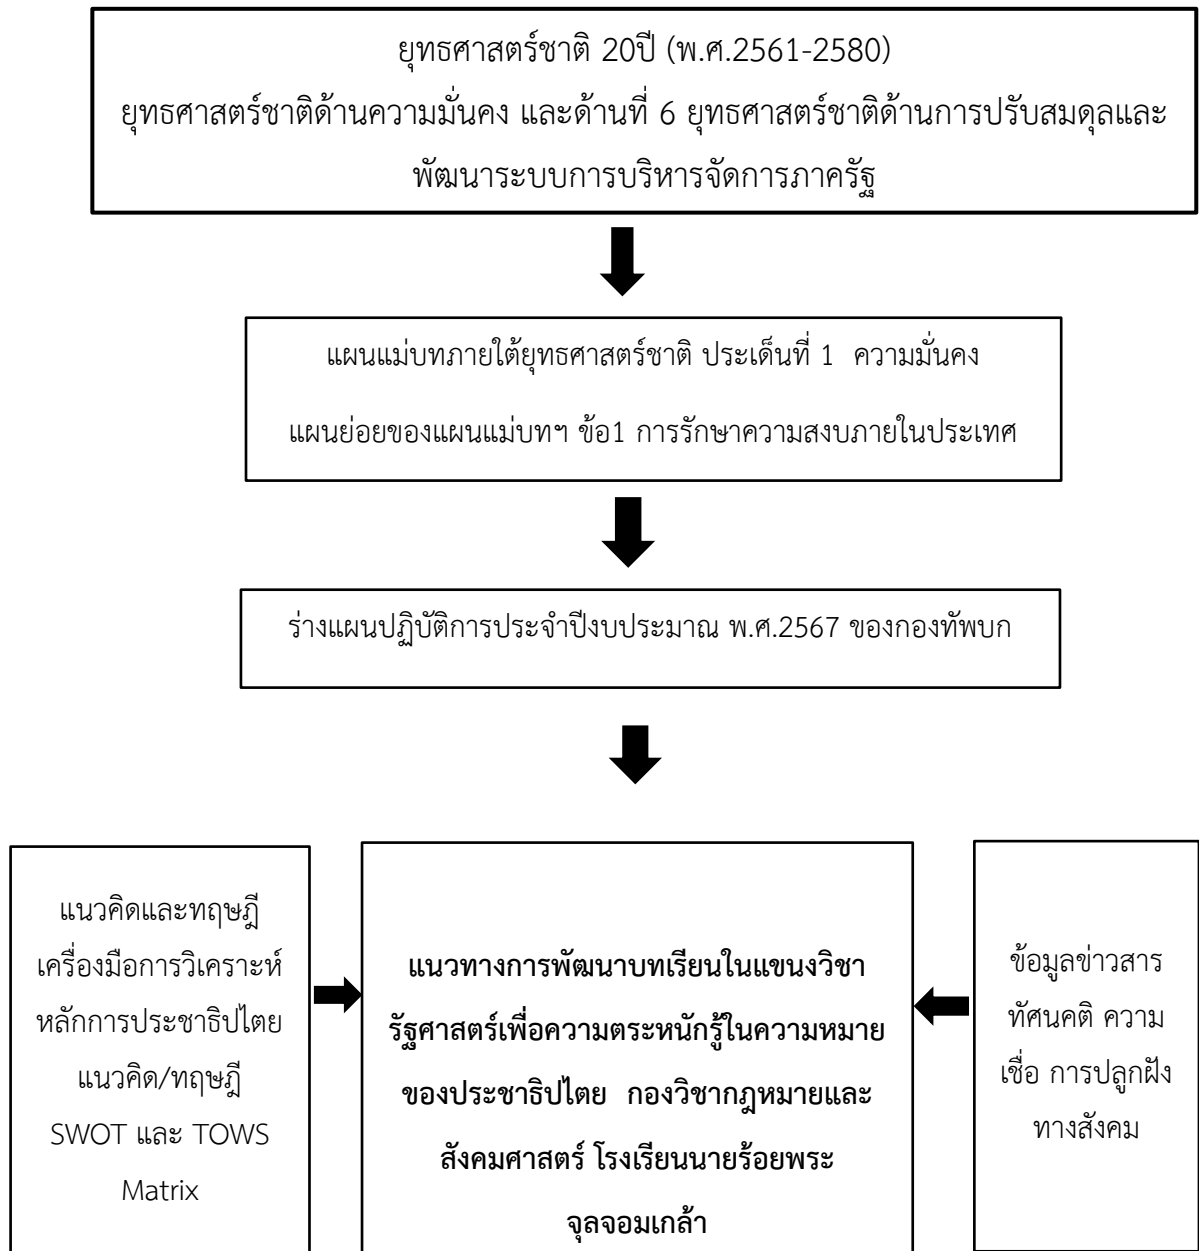 ยุทธศาสตร์ชาติ 20ปี (พ.ศ.2561-2580)
ยุทธศาสตร์ชาติด้านความมั่นคง และด้านที่ 6 ยุทธศาสตร์ชาติด้านการปรับสมดุลและ
พัฒนาระบบการบริหารจัดการภาครัฐ
แผนแม่บทภายใต้ยุทธศาสตร์ชาติ ประเด็นที่ 1 ความมั่นคง
แผนย่อยของแผนแม่บทฯ ข้อ1 การรักษาความสงบภายในประเทศ
ร่างแผนปฏิบัติการประจำปีงบประมาณ พ.ศ.2567 ของกองทัพบก
แนวคิดและทฤษฎี
เครื่องมือการวิเคราะห์
หลักการประชาธิปไตย
แนวคิด/ทฤษฎี
SWOT และ TOWS
Matrix
แนวทางการพัฒนาบทเรียนในแขนงวิชา
รัฐศาสตร์เพื่อความตระหนักรู้ในความหมาย
ของประชาธิปไตย กองวิชากฎหมายและ
สังคมศาสตร์ โรงเรียนนายร้อยพระ
จุลจอมเกล้า
ข้อมูลข่าวสาร
ทัศนคติ ความ
เชื่อ การปลูกฝัง
ทางสังคม